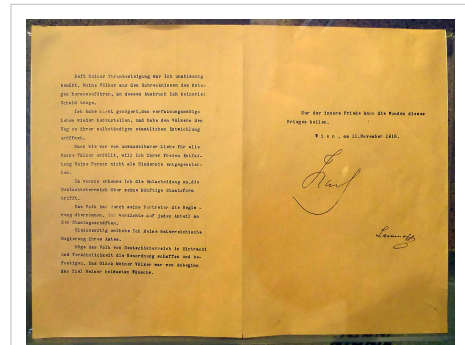 Seit Meiner Thronbesteigung war Ich unablässig
bemüht, Meine Völker aus den Schrecknissen des Krie-
ges herauszuführen, an dessen Ausbruch Ich keinerlei
Schuld trage.
Ich habe nicht gezögert, das verfassungsmäßige
Leben wieder herzustellen, und habe den Völkern den
Weg zu ihrer selbständigen staatlichen Entwicklung
eröffnet.
Nach wie vor von unwandelbarer Liebe für alle
Meine Völker erfüllt, will Ich ihrer freien Entfal-
tung Meine Person nicht als Hindernis entgegenstel-
len.
Im voraus erkenne Ich die Entscheidung an, die
Deutschösterreich über seine künftige Staatsform
trifft.
Das Volk hat durch seine Vertreter die Regie-
rung übernommen. Ich verzichte auf jeden Anteil an
den Staatsgeschäften.
Gleichzeitig enthebe Ich Meine österreichische
Regierung ihres Amtes.
Möge das Volk von Deutschösterreich in Eintracht
und Versöhnlichkeit die Neuordnung schaffen und be-
festigen. Das Glück Meiner Völker war von Anbeginn
das Ziel Meiner heißesten Wünsche.
Nur der innere Friede kann die Wunden dieses
Krieges heilen.
Wien, am 11. November 1918.
Karl
Lammasch